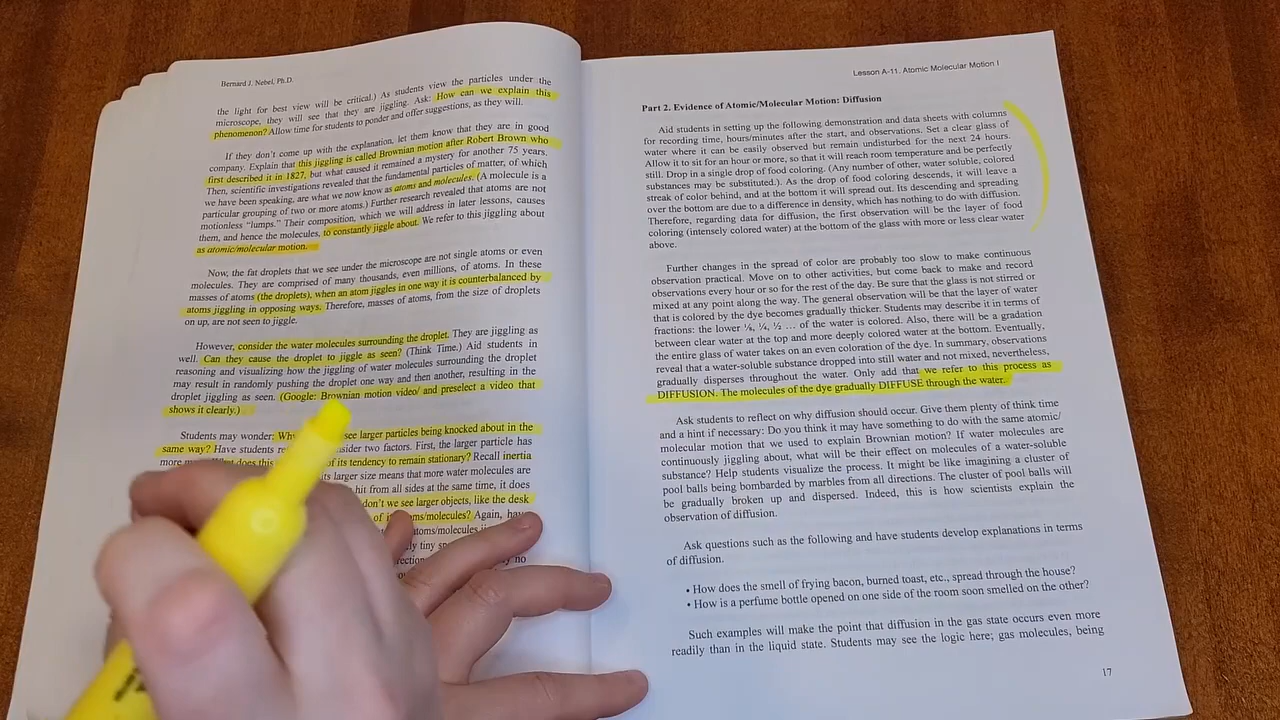 Bernard J. Nebel, Ph.D.
the light for best view will be critical.) As students view the particles under the
microscope, they will see that they are jiggling. Ask: How can we explain this
phenomenon? Allow time for students to ponder and offer suggestions, as they will.
If they don't come up with the explanation, let them know that they are in good
company. Explain that this jiggling is called Brownian motion after Robert Brown who
first described it in 1827, but what caused it remained a mystery for another 75 years.
Then, scientific investigations revealed that the fundamental particles of matter, of which
we have been speaking, are what we now know as atoms and molecules. (A molecule is a
particular grouping of two or more atoms.) Further research revealed that atoms are not
motionless "lumps." Their composition, which we will address in later lessons, causes
them, and hence the molecules, to constantly jiggle about. We refer to this jiggling about
as atomic/molecular motion.
Now, the fat droplets that we see under the microscope are not single atoms or even
molecules. They are comprised of many thousands, even millions, of atoms. In these
masses of atoms (the droplets), when an atom jiggles in one way it is counterbalanced by
atoms jiggling in opposing ways. Therefore, masses of atoms, from the size of droplets
on up, are not seen to jiggle.
However, consider the water molecules surrounding the droplet. They are jiggling as
well. Can they cause the droplet to jiggle as seen? (Think Time.) Aid students in
reasoning and visualizing how the jiggling of water molecules surrounding the droplet
may result in randomly pushing the droplet one way and then another, resulting in the
droplet jiggling as seen. (Google: Brownian motion video/ and preselect a video that
shows it clearly.)
Students may wonder: Why see larger particles being knocked about in the
same way? Have students consider two factors. First, the larger particle has
more does this of its tendency to remain stationary? Recall inertia
its larger size means that more water molecules are
hit from all sides at the same time, it does
don't we see larger objects, like the desk
of its atoms/molecules? Again,
atoms/molecules
tiny
no
Lesson A-11. Atomic Molecular Motion I
Part 2. Evidence of Atomic/Molecular Motion: Diffusion
Aid students in setting up the following demonstration and data sheets with columns
for recording time, hours/minutes after the start, and observations. Set a clear glass of
water where it can be easily observed but remain undisturbed for the next 24 hours.
Allow it to sit for an hour or more, so that it will reach room temperature and be perfectly
still. Drop in a single drop of food coloring. (Any number of other, water soluble, colored
substances may be substituted.). As the drop of food coloring descends, it will leave a
streak of color behind, and at the bottom it will spread out. Its descending and spreading
over the bottom are due to a difference in density, which has nothing to do with diffusion.
Therefore, regarding data for diffusion, the first observation will be the layer of food
coloring (intensely colored water) at the bottom of the glass with more or less clear water
above.
Further changes in the spread of color are probably too slow to make continuous
observation practical. Move on to other activities, but come back to make and record
observations every hour or so for the rest of the day. Be sure that the glass is not stirred or
mixed at any point along the way. The general observation will be that the layer of water
that is colored by the dye becomes gradually thicker. Students may describe it in terms of
fractions: the lower ⅛, ¼, ½ ... of the water is colored. Also, there will be a gradation
between clear water at the top and more deeply colored water at the bottom. Eventually,
the entire glass of water takes on an even coloration of the dye. In summary, observations
reveal that a water-soluble substance dropped into still water and not mixed, nevertheless,
gradually disperses throughout the water. Only add that we refer to this process as
DIFFUSION. The molecules of the dye gradually DIFFUSE through the water.
Ask students to reflect on why diffusion should occur. Give them plenty of think time
and a hint if necessary: Do you think it may have something to do with the same atomic/
molecular motion that we used to explain Brownian motion? If water molecules are
continuously jiggling about, what will be their effect on molecules of a water-soluble
substance? Help students visualize the process. It might be like imagining a cluster of
pool balls being bombarded by marbles from all directions. The cluster of pool balls will
be gradually broken up and dispersed. Indeed, this is how scientists explain the
observation of diffusion.
Ask questions such as the following and have students develop explanations in terms
of diffusion.
• How does the smell of frying bacon, burned toast, etc., spread through the house?
• How is a perfume bottle opened on one side of the room soon smelled on the other?
Such examples will make the point that diffusion in the gas state occurs even more
readily than in the liquid state. Students may see the logic here; gas molecules, being
17